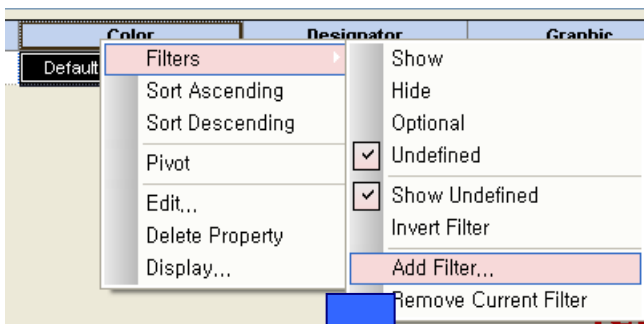 Color Designator Graphic
Default
Filters
Sort Ascending
Sort Descending
Pivot
Edit...
Delete Property
Display...
Show
Hide
Optional
Undefined
Show Undefined
Invert Filter
Add Filter...
Remove Current Filter